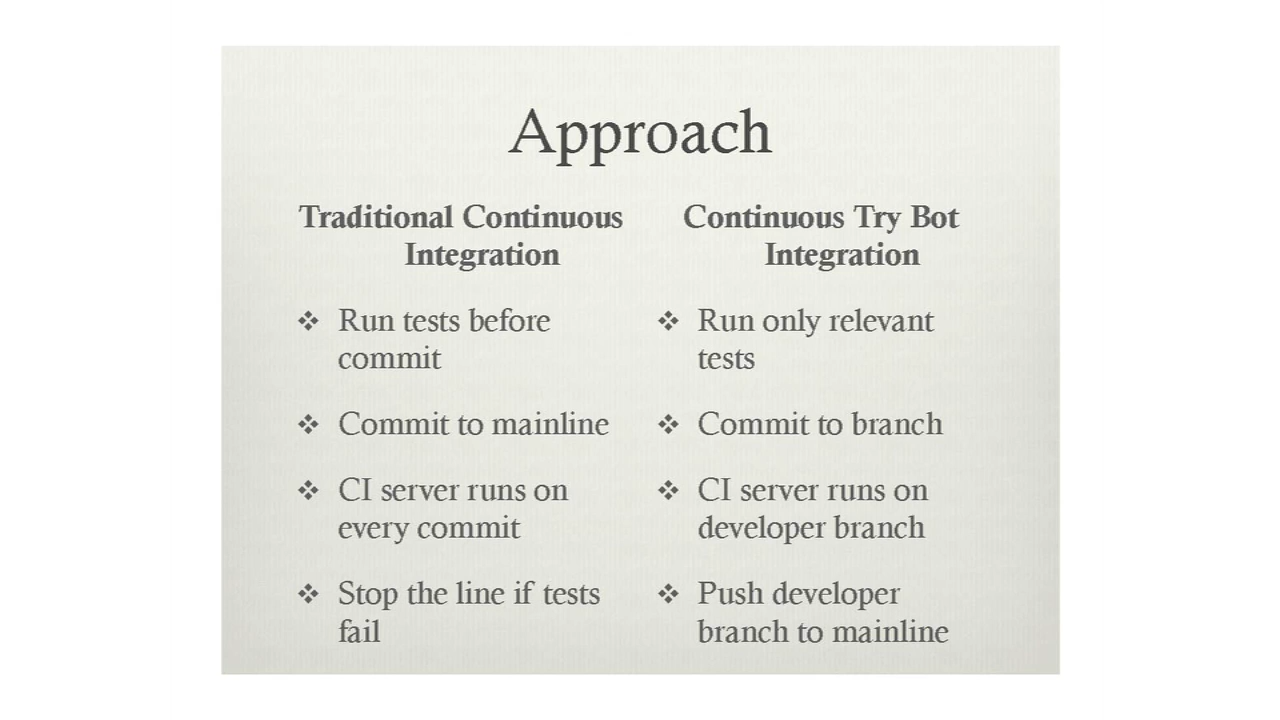 Approach
Traditional Continuous
Integration
❖ Run tests before
commit
❖ Commit to mainline
❖ CI server runs on
every commit
❖ Stop the line if tests
fail
Continuous Try Bot
Integration
❖ Run only relevant
tests
❖ Commit to branch
❖ CI server runs on
developer branch
❖ Push developer
branch to mainline